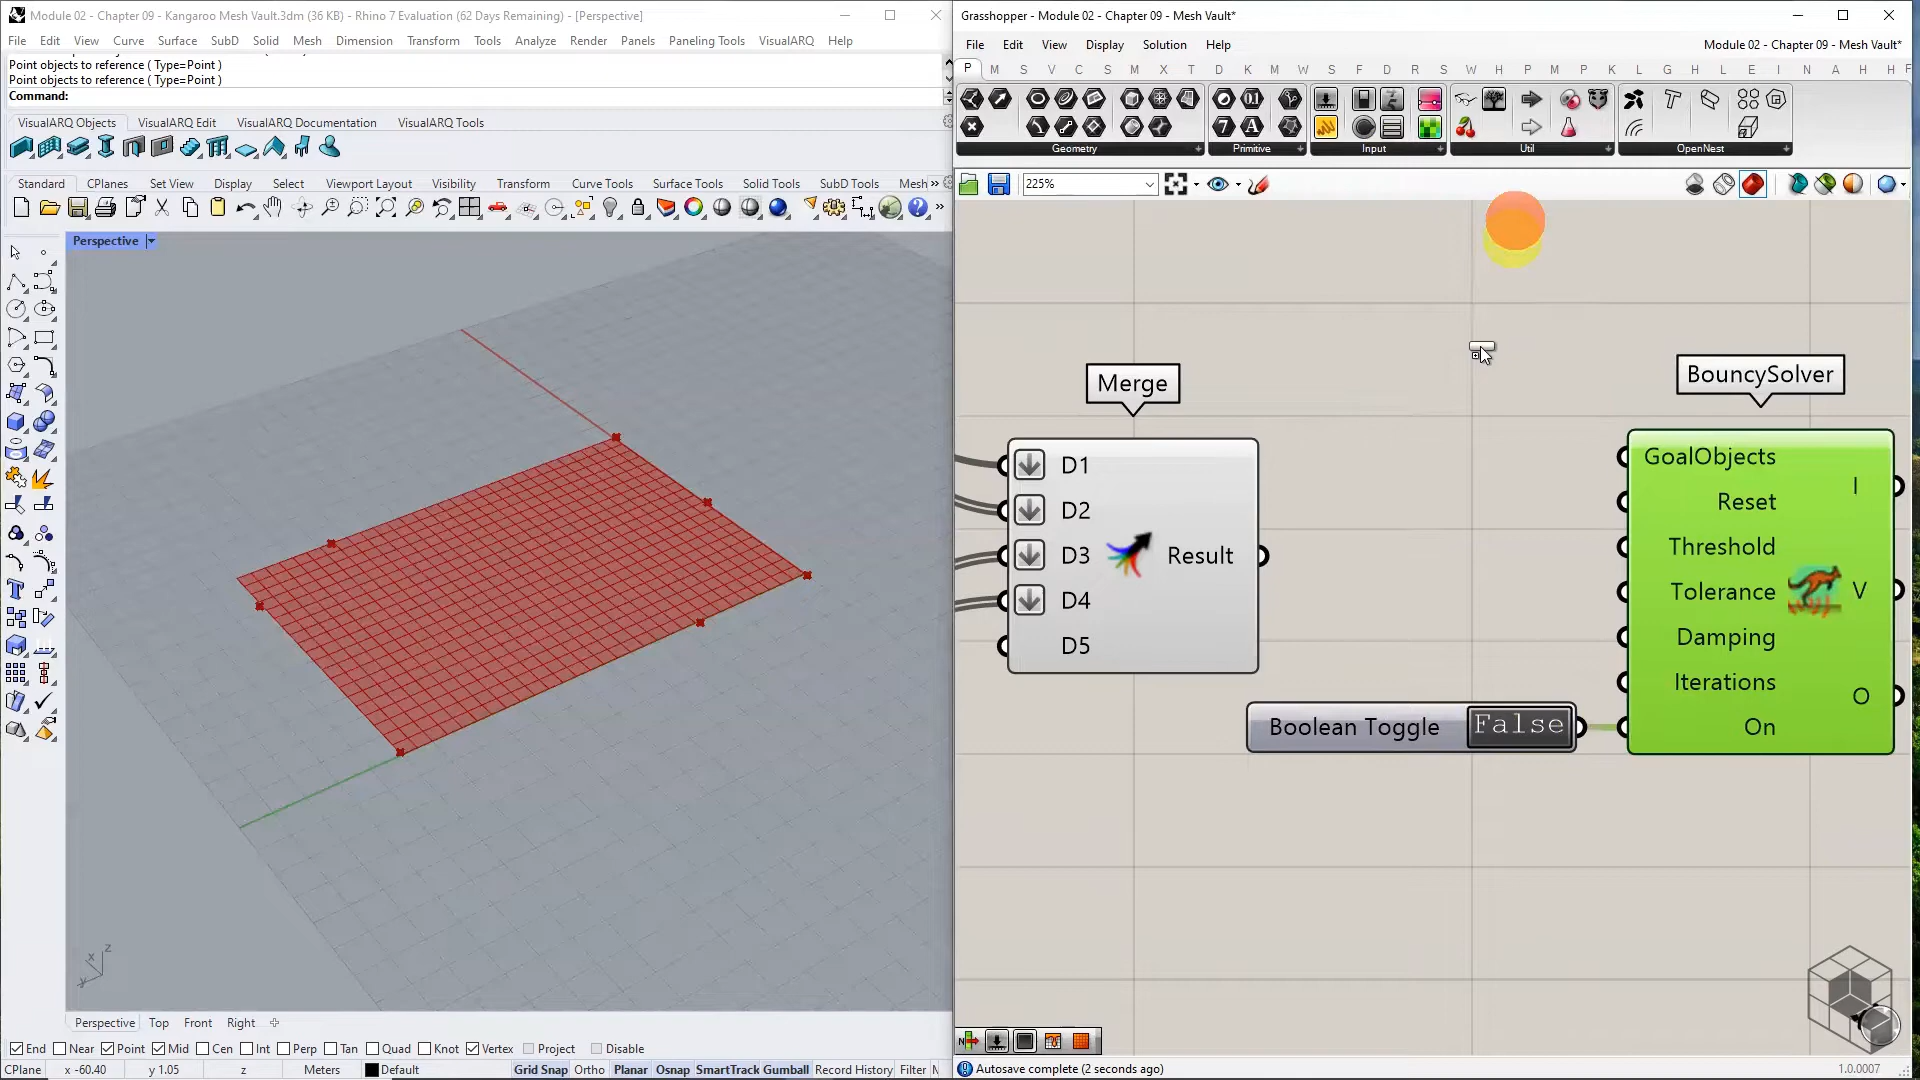 Module 02 - Chapter 09 - Kangaroo Mesh Vault.3dm (36 KB) - Rhino 7 Evaluation (62 Days Remaining) - [Perspective]
File Edit View Curve Surface SubD Solid Mesh Dimension Transform Tools Analyze Render Panels Paneling Tools VisualARQ Help
Point objects to reference ( Type=Point )
Point objects to reference ( Type=Point )
Command:
VisualARQ Objects VisualARQ Edit VisualARQ Documentation VisualARQ Tools
Standard CPlanes Set View Display Select Viewport Layout Visibility Transform Curve Tools Surface Tools Solid Tools SubD Tools Mesh »
Perspective
z
x
y
Perspective Top Front Right
End Near Point Mid Cen Int Perp Tan Quad Knot Vertex Project Disable
CPlane x -60.40 y 1.05 z Meters Default Grid Snap Ortho Planar Osnap SmartTrack Gumball Record History Filter
Grasshopper - Module 02 - Chapter 09 - Mesh Vault*
File Edit View Display Solution Help
Module 02 - Chapter 09 - Mesh Vault*
P M S V C S M X T D K M W S F D R S W H P M P K L G H L E I N A H H F
Geometry Primitive Input Util OpenNest
225%
Merge
D1
D2
D3
D4
D5
Result
BouncySolver
GoalObjects
Reset
Threshold
Tolerance
Damping
Iterations
On
I
V
O
Boolean Toggle False
Autosave complete (2 seconds ago)
1.0.0007